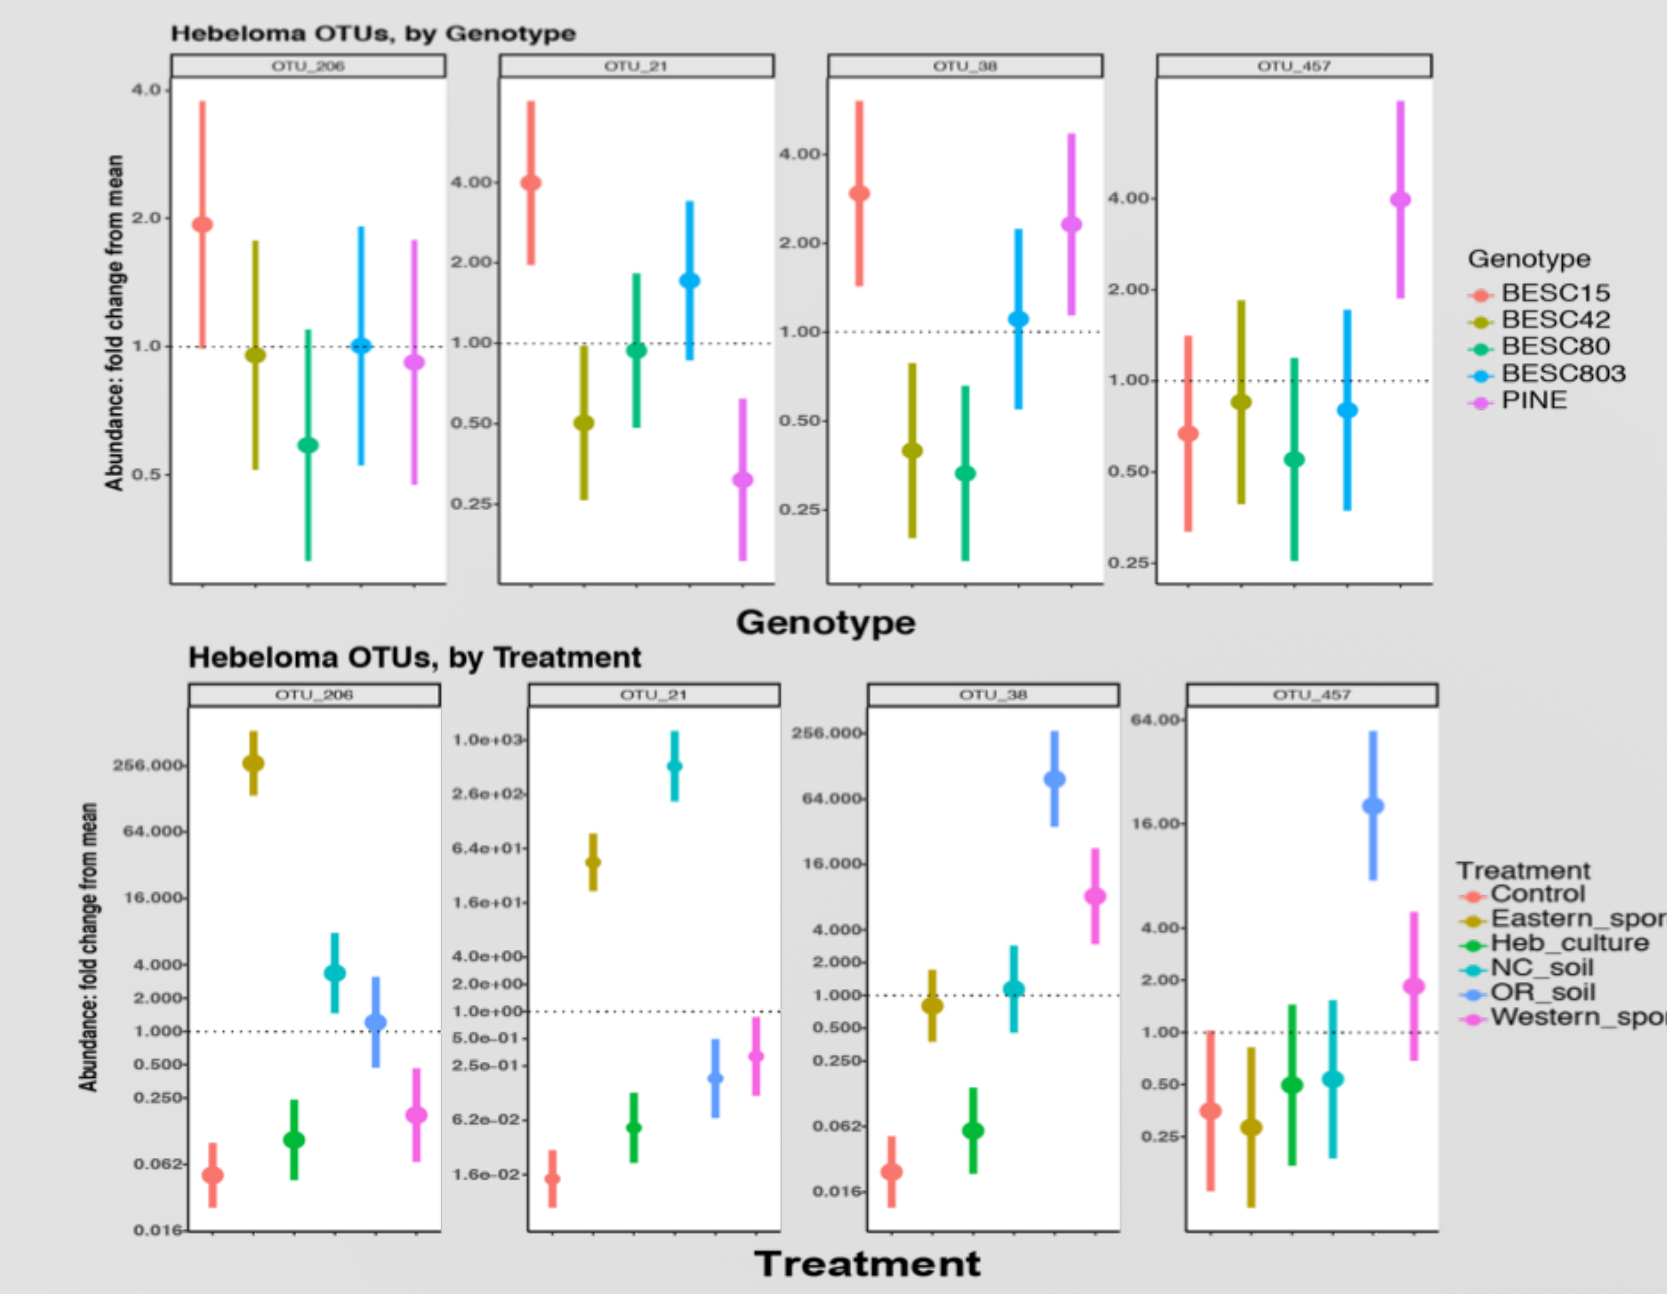 Hebeloma OTUs, by Genotype
OTU_206
OTU_21
OTU_38
OTU_457
Abundance: fold change from mean
4.0
2.0
1.0
0.5
4.00
2.00
1.00
0.50
0.25
4.00
2.00
1.00
0.50
0.25
4.00
2.00
1.00
0.50
0.25
Genotype
BESC15
BESC42
BESC80
BESC803
PINE
Genotype
Hebeloma OTUs, by Treatment
OTU_206
OTU_21
OTU_38
OTU_457
Abundance: fold change from mean
256.000
64.000
16.000
4.000
2.000
1.000
0.500
0.250
0.062
0.016
1.0e+03
2.6e+02
6.4e+01
1.6e+01
4.0e+00
2.0e+00
1.0e+00
5.0e-01
2.5e-01
6.2e-02
1.6e-02
256.000
64.000
16.000
4.000
2.000
1.000
0.500
0.250
0.062
0.016
64.00
16.00
4.00
2.00
1.00
0.50
0.25
Treatment
Control
Eastern_spor
Heb_culture
NC_soil
OR_soil
Western_spor
Treatment